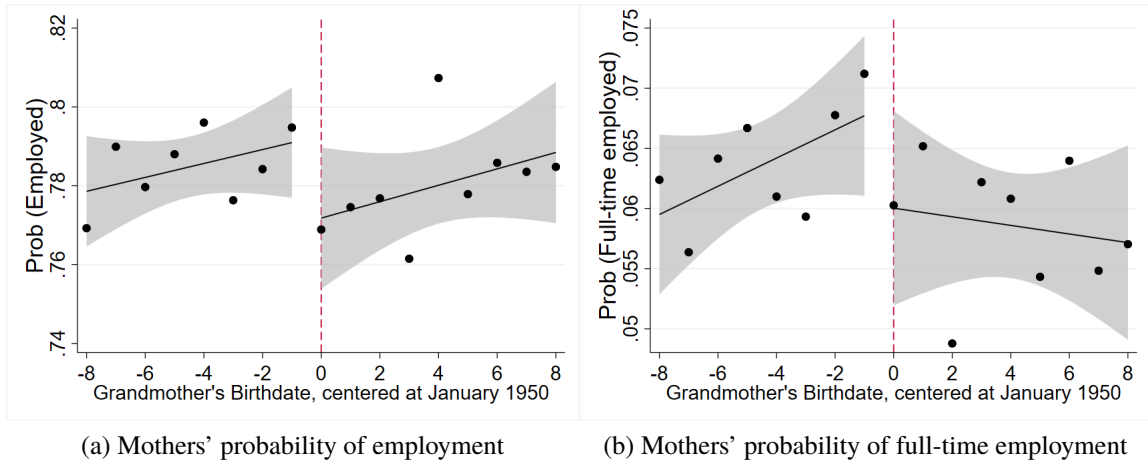 Prob (Employed)
.82
.8
.78
.76
.74
-8 -6 -4 -2 0 2 4 6 8
Grandmother's Birthdate, centered at January 1950
(a) Mothers' probability of employment
Prob (Full-time employed)
.075
.07
.065
.06
.055
.05
-8 -6 -4 -2 0 2 4 6 8
Grandmother's Birthdate, centered at January 1950
(b) Mothers' probability of full-time employment